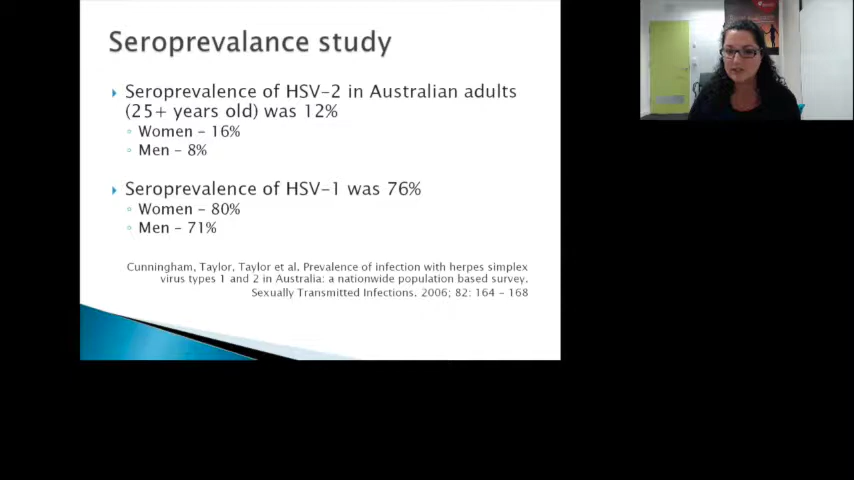 Seroprevalance study
Seroprevalence of HSV-2 in Australian adults
(25+ years old) was 12%
Women - 16%
Men - 8%
Seroprevalence of HSV-1 was 76%
Women - 80%
Men - 71%
Cunningham, Taylor, Taylor et al. Prevalence of infection with herpes simplex
virus types 1 and 2 in Australia: a nationwide population based survey.
Sexually Transmitted Infections. 2006; 82: 164 - 168